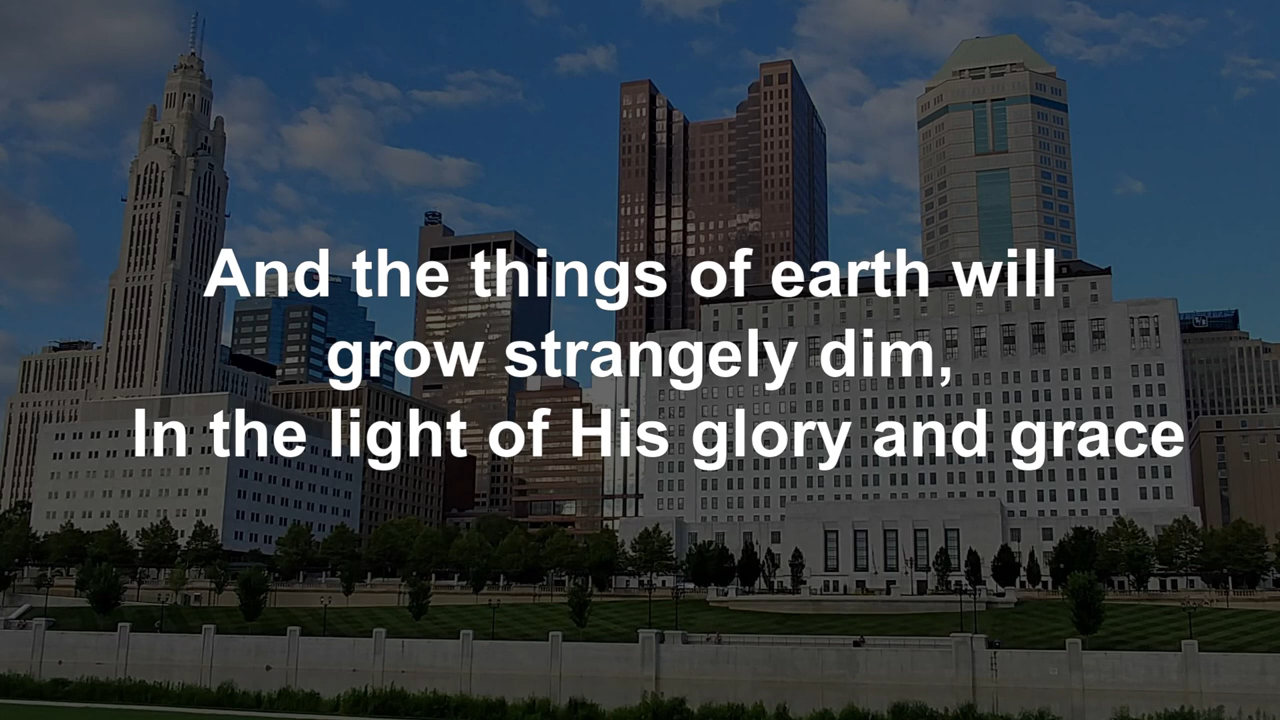 And the things of earth will
grow strangely dim,
In the light of His glory and grace